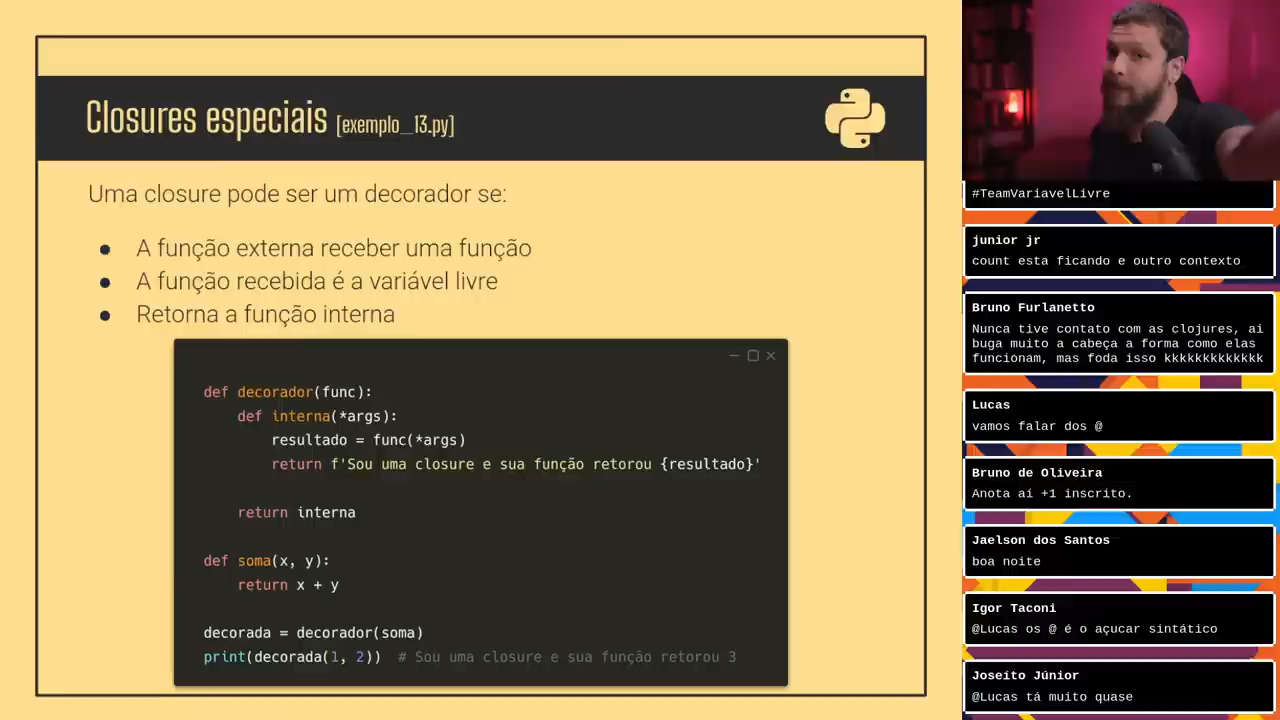 Closures especiais [exemplo_13.py]
Uma closure pode ser um decorador se:
● A função externa receber uma função
● A função recebida é a variável livre
● Retorna a função interna
def decorador(func):
    def interna(*args):
        resultado = func(*args)
        return f'Sou uma closure e sua função retorou {resultado}'
    return interna
def soma(x, y):
    return x + y
decorada = decorador(soma)
print(decorada(1, 2))  # Sou uma closure e sua função retorou 3
#TeamVariavelLivre
junior jr
count esta ficando e outro contexto
Bruno Furlanetto
Nunca tive contato com as clojures, ai
buga muito a cabeça a forma como elas
funcionam, mas foda isso kkkkkkkkkkkkk
Lucas
vamos falar dos @
Bruno de Oliveira
Anota aí +1 inscrito.
Jaelson dos Santos
boa noite
Igor Taconi
@Lucas os @ é o açucar sintático
Joseíto Júnior
@Lucas tá muito quase